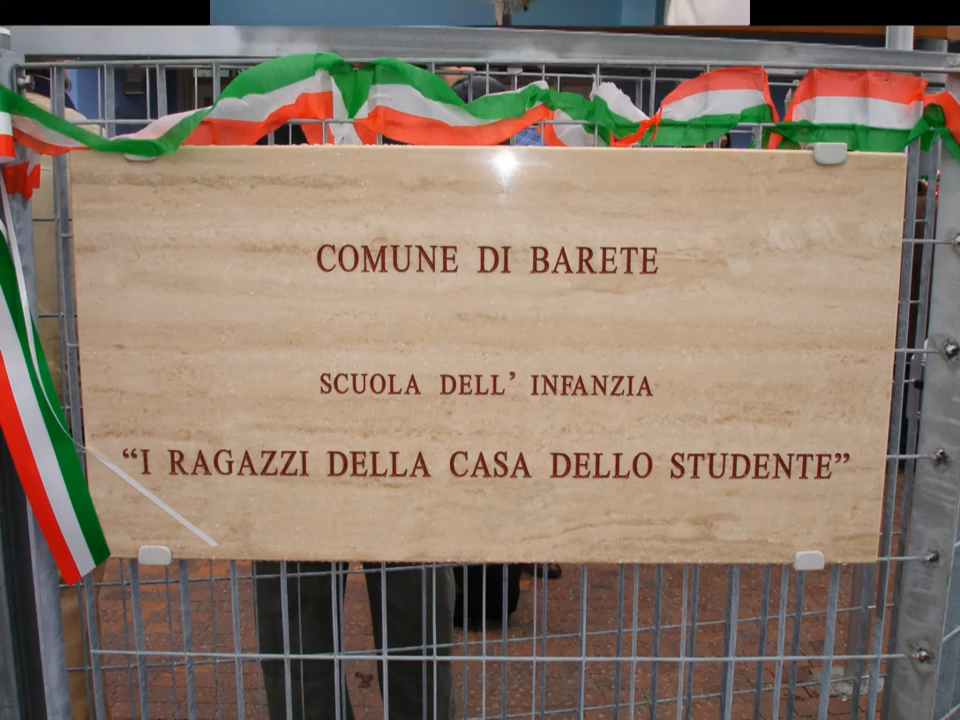 COMUNE DI BARETE
SCUOLA DELL' INFANZIA
“I RAGAZZI DELLA CASA DELLO STUDENTE”